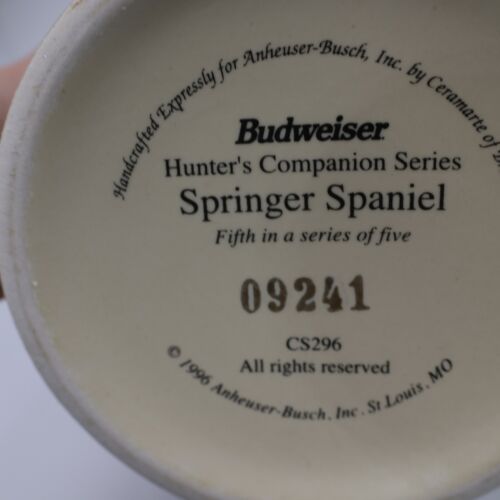 Handcrafted Expressly for Anheuser-Busch, Inc. by Ceramarte of
Budweiser
Hunter's Companion Series
Springer Spaniel
Fifth in a series of five
09241
CS296
All rights reserved
© 1996 Anheuser-Busch, Inc. St Louis, MO